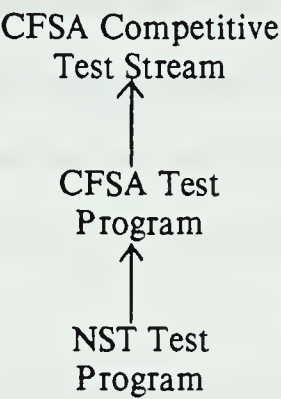 CFSA Competitive
Test Stream
CFSA Test
Program
NST Test
Program